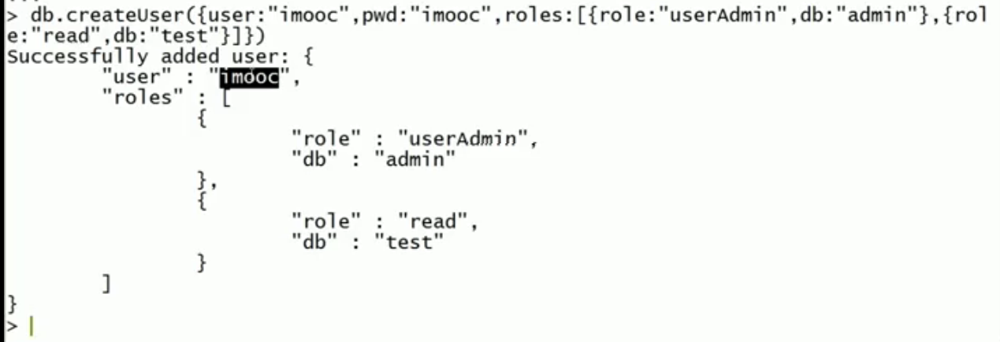 > db.createUser({user:"imooc",pwd:"imooc",roles:[{role:"userAdmin",db:"admin"},{rol
e:"read",db:"test"}]})
Successfully added user: {
"user" : "imooc",
"roles" : [
{
"role" : "userAdmin",
"db" : "admin"
},
{
"role" : "read",
"db" : "test"
}
]
}
>